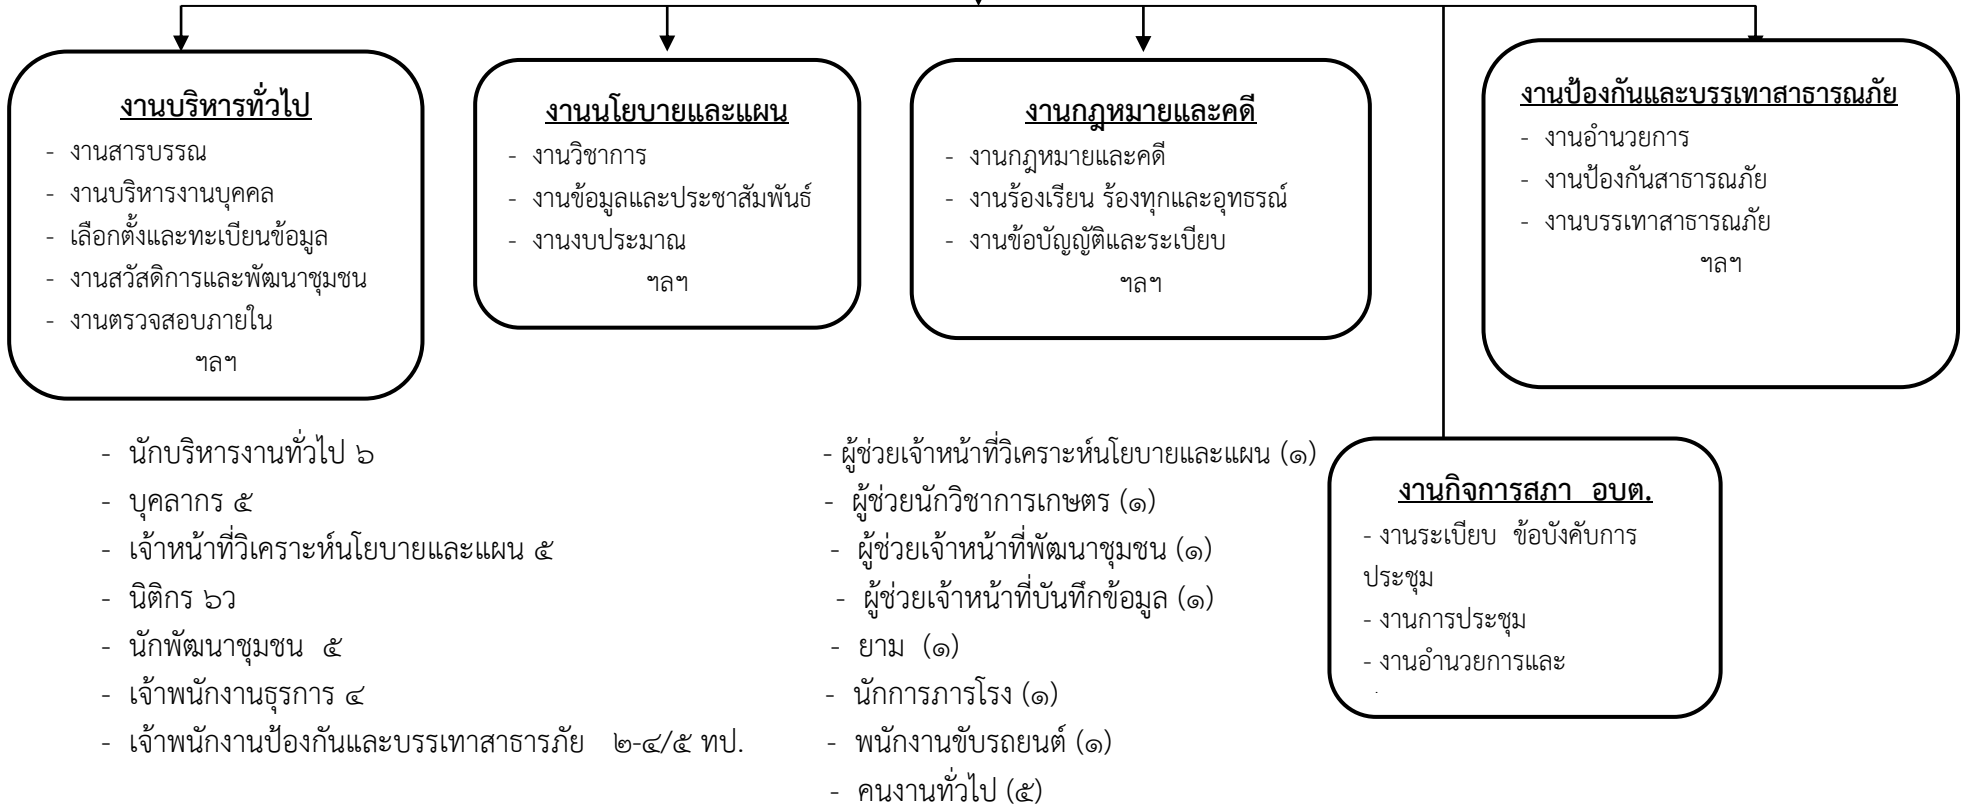 งานบริหารทั่วไป
- งานสารบรรณ
- งานบริหารงานบุคคล
- เลือกตั้งและทะเบียนข้อมูล
- งานสวัสดิการและพัฒนาชุมชน
- งานตรวจสอบภายใน
ฯลฯ
งานนโยบายและแผน
- งานวิชาการ
- งานข้อมูลและประชาสัมพันธ์
- งานงบประมาณ
ฯลฯ
งานกฎหมายและคดี
- งานกฎหมายและคดี
- งานร้องเรียน ร้องทุกและอุทธรณ์
- งานข้อบัญญัติและระเบียบ
ฯลฯ
งานป้องกันและบรรเทาสาธารณภัย
- งานอำนวยการ
- งานป้องกันสาธารณภัย
- งานบรรเทาสาธารณภัย
ฯลฯ
- นักบริหารงานทั่วไป ๖
- บุคลากร ๕
- เจ้าหน้าที่วิเคราะห์นโยบายและแผน ๕
- นิติกร ๖ว
- นักพัฒนาชุมชน ๕
- เจ้าพนักงานธุรการ ๔
- เจ้าพนักงานป้องกันและบรรเทาสาธารภัย ๒-๔/๕ ทป.
- ผู้ช่วยเจ้าหน้าที่วิเคราะห์นโยบายและแผน (๑)
- ผู้ช่วยนักวิชาการเกษตร (๑)
- ผู้ช่วยเจ้าหน้าที่พัฒนาชุมชน (๑)
- ผู้ช่วยเจ้าหน้าที่บันทึกข้อมูล (๑)
- ยาม (๑)
- นักการภารโรง (๑)
- พนักงานขับรถยนต์ (๑)
- คนงานทั่วไป (๕)
งานกิจการสภา อบต.
- งานระเบียบ ข้อบังคับการ
ประชุม
- งานการประชุม
- งานอำนวยการและ